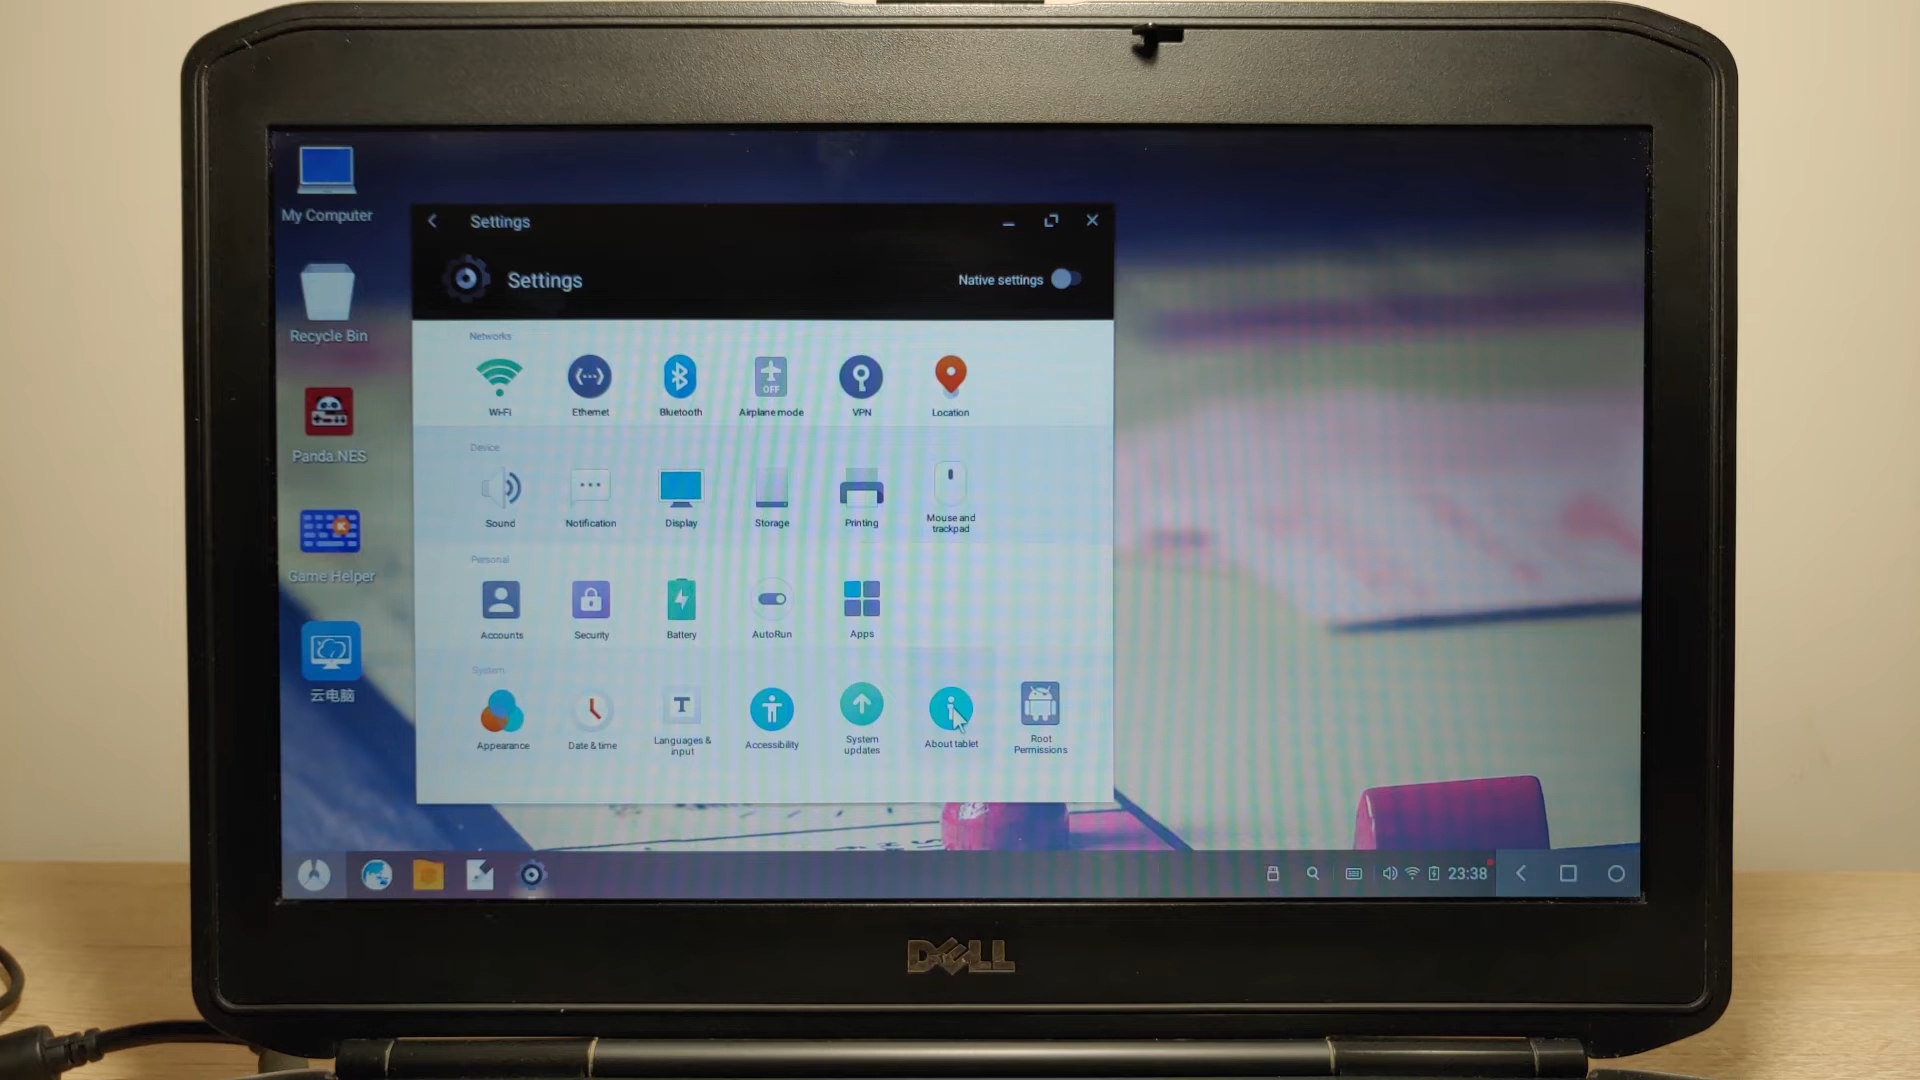 My Computer
Recycle Bin
Panda.NES
Game Helper
云电脑
Settings
Settings
Native settings
Networks
Wi-Fi
Ethernet
Bluetooth
OFF
Airplane mode
VPN
Location
Device
Sound
Notification
Display
Storage
Printing
Mouse and
trackpad
Personal
Accounts
Security
Battery
AutoRun
Apps
System
Appearance
Date & time
T
Languages &
input
Accessibility
System
updates
About tablet
Root
Permissions
23:38
DELL